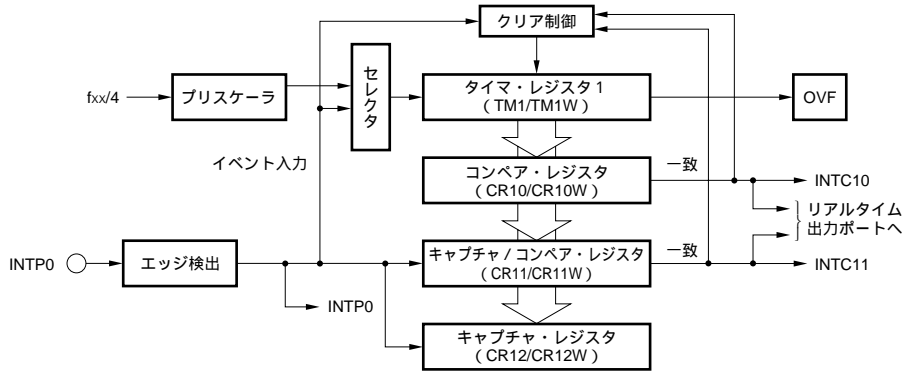 クリア制御
fxx/4
プリスケーラ
セレクタ
タイマ・レジスタ1
(TM1/TM1W)
OVF
イベント入力
コンペア・レジスタ
(CR10/CR10W)
一致
INTC10
リアルタイム
出力ポートへ
INTP0
エッジ検出
キャプチャ/コンペア・レジスタ
(CR11/CR11W)
一致
INTC11
INTP0
キャプチャ・レジスタ
(CR12/CR12W)